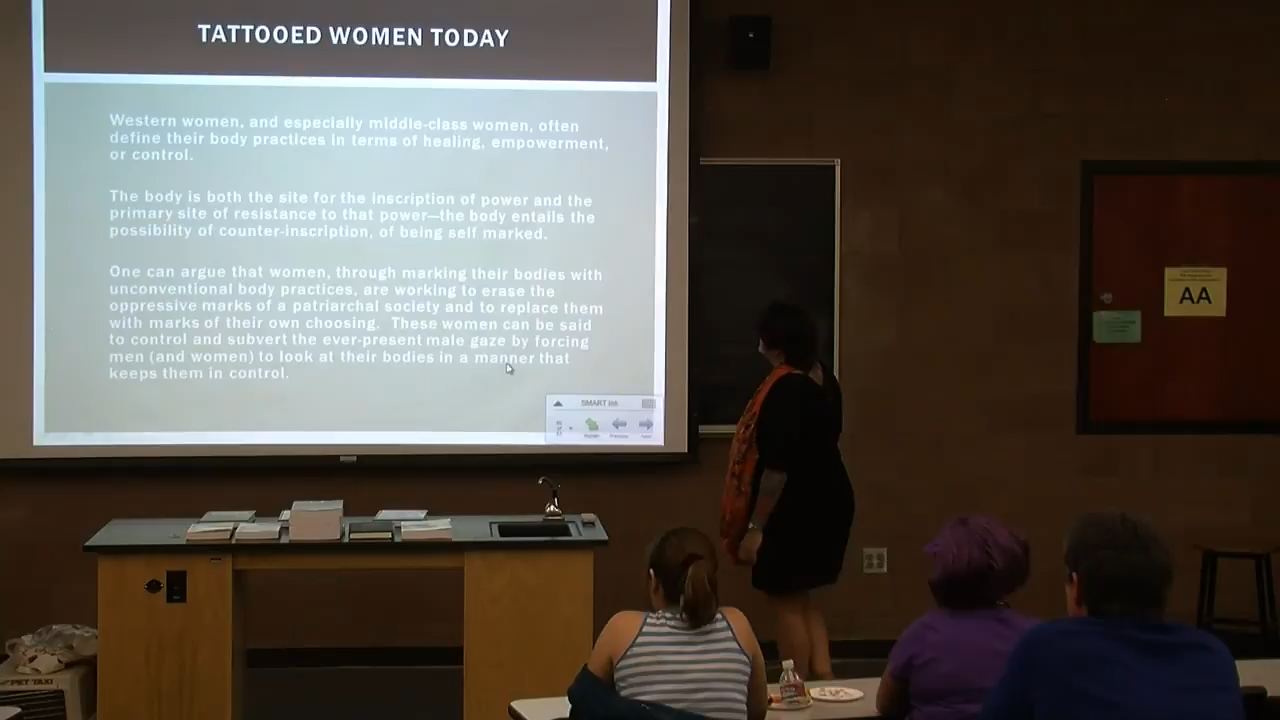 TATTOOED WOMEN TODAY
Western women, and especially middle-class women, often
define their body practices in terms of healing, empowerment,
or control.
The body is both the site for the inscription of power and the
primary site of resistance to that power—the body entails the
possibility of counter-inscription, of being self marked.
One can argue that women, through marking their bodies with
unconventional body practices, are working to erase the
oppressive marks of a patriarchal society and to replace them
with marks of their own choosing. These women can be said
to control and subvert the ever-present male gaze by forcing
men (and women) to look at their bodies in a manner that
keeps them in control.
SMART Ink
Previous
Next
AA
PET TAXI